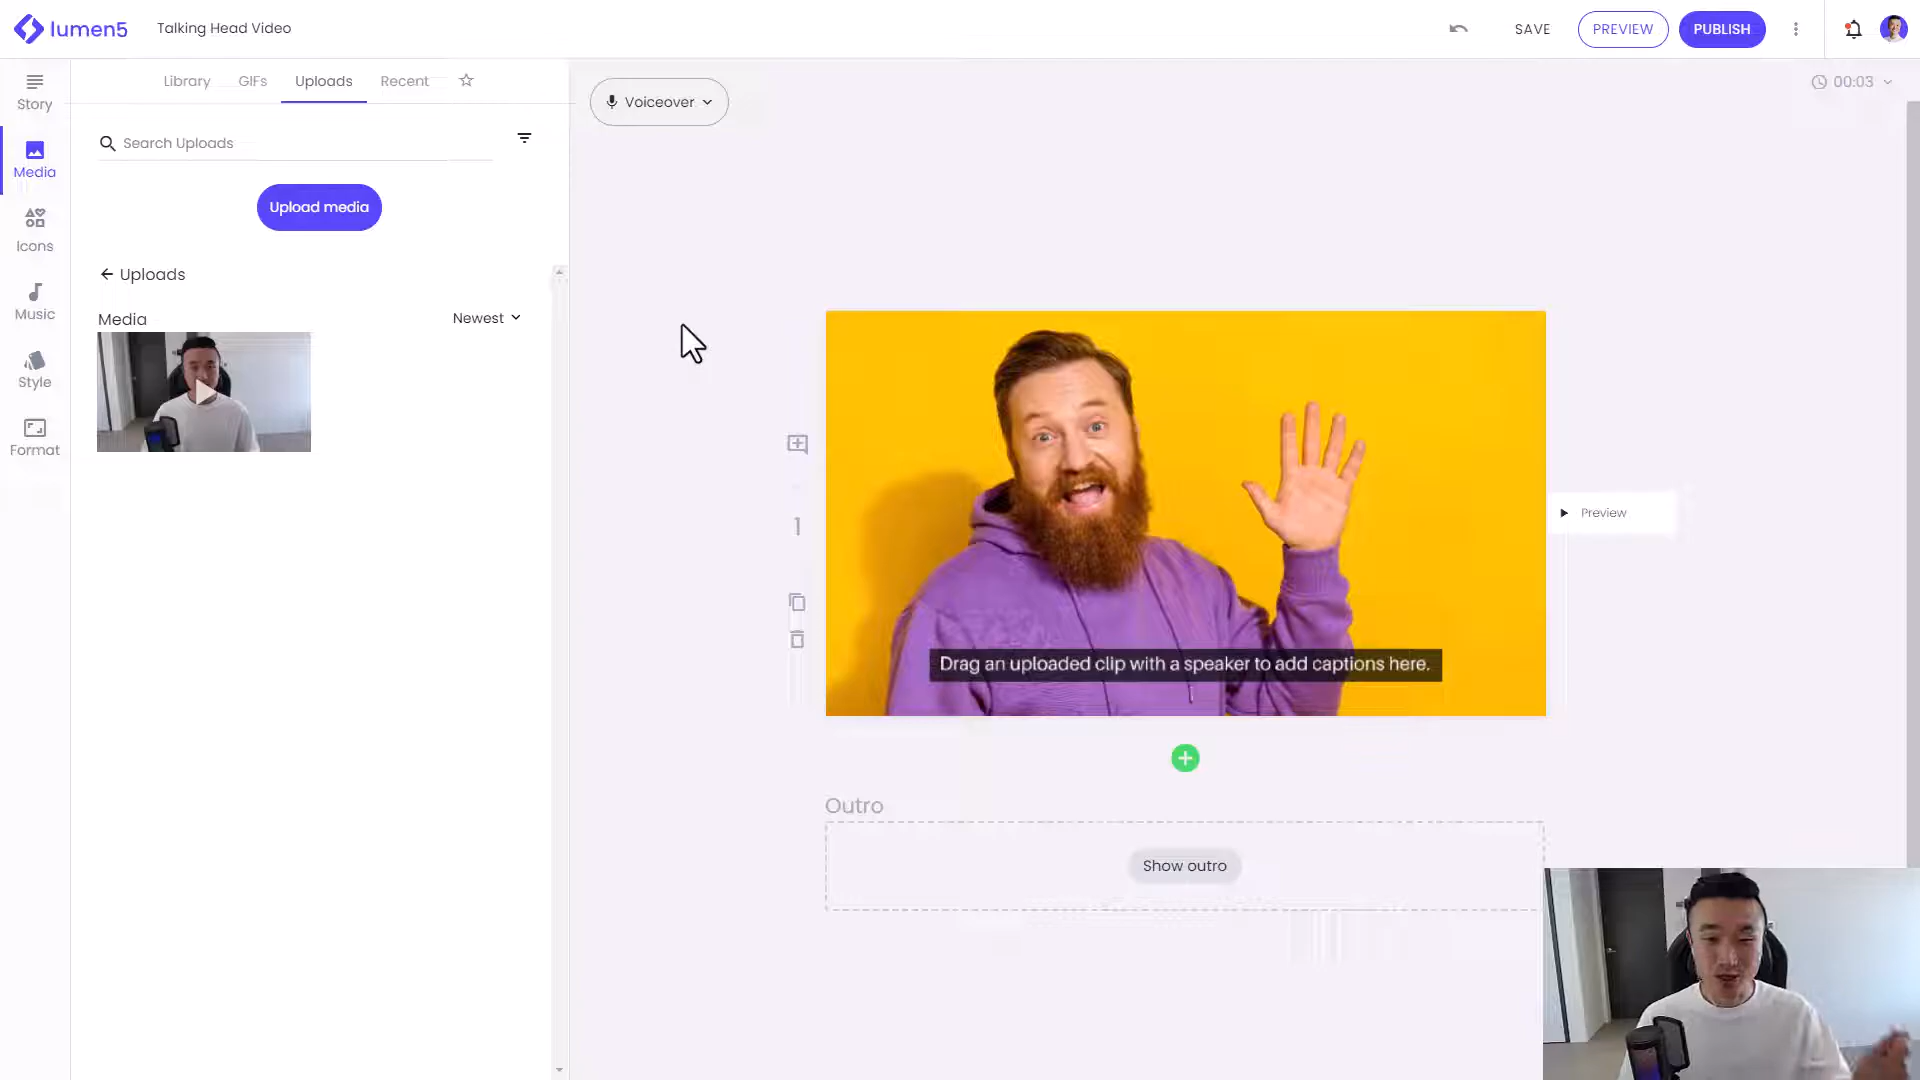 lumen5
Talking Head Video
SAVE
PREVIEW
PUBLISH
Story
Media
Icons
Music
Style
Format
Library
GIFs
Uploads
Recent
Search Uploads
Upload media
Uploads
Media
Newest
Voiceover
00:03
1
Drag an uploaded clip with a speaker to add captions here.
Preview
Outro
Show outro